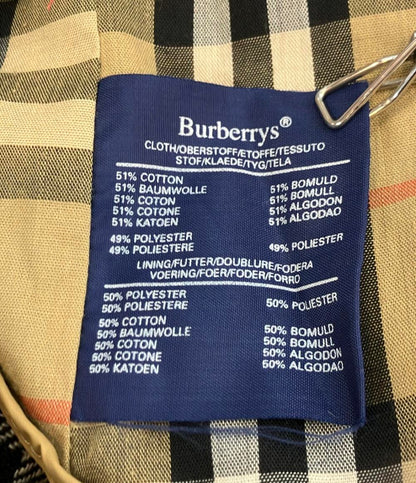 Burberrys®
CLOTH/OBERSTOFF/ETOFFE/TESSUTO
STOF/KLAEDE/TYG/TELA
51% COTTON
51% BAUMWOLLE 51% BOMULD
51% COTON 51% BOMULL
51% COTONE 51% ALGODON
51% KATOEN 51% ALGODAO
49% POLYESTER
49% POLIESTERE 49% POLIESTER
LINING/FUTTER/DOUBLURE/FODERA
VOERING/FOER/FODER/FORRO
50% POLYESTER
50% POLIESTERE 50% POLIESTER
50% COTTON
50% BAUMWOLLE 50% BOMULD
50% COTON 50% BOMULL
50% COTONE 50% ALGODON
50% KATOEN 50% ALGODAO